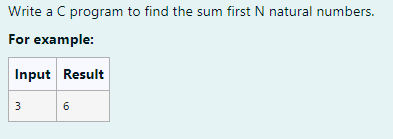 Write a C program to find the sum first N natural numbers.
For example:
Input Result
3 6